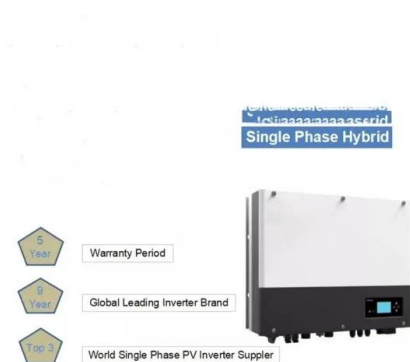 Single Phase Hybrid
5
Year
Warranty Period
9
Year
Global Leading Inverter Brand
Top 3
World Single Phase PV Inverter Suppler